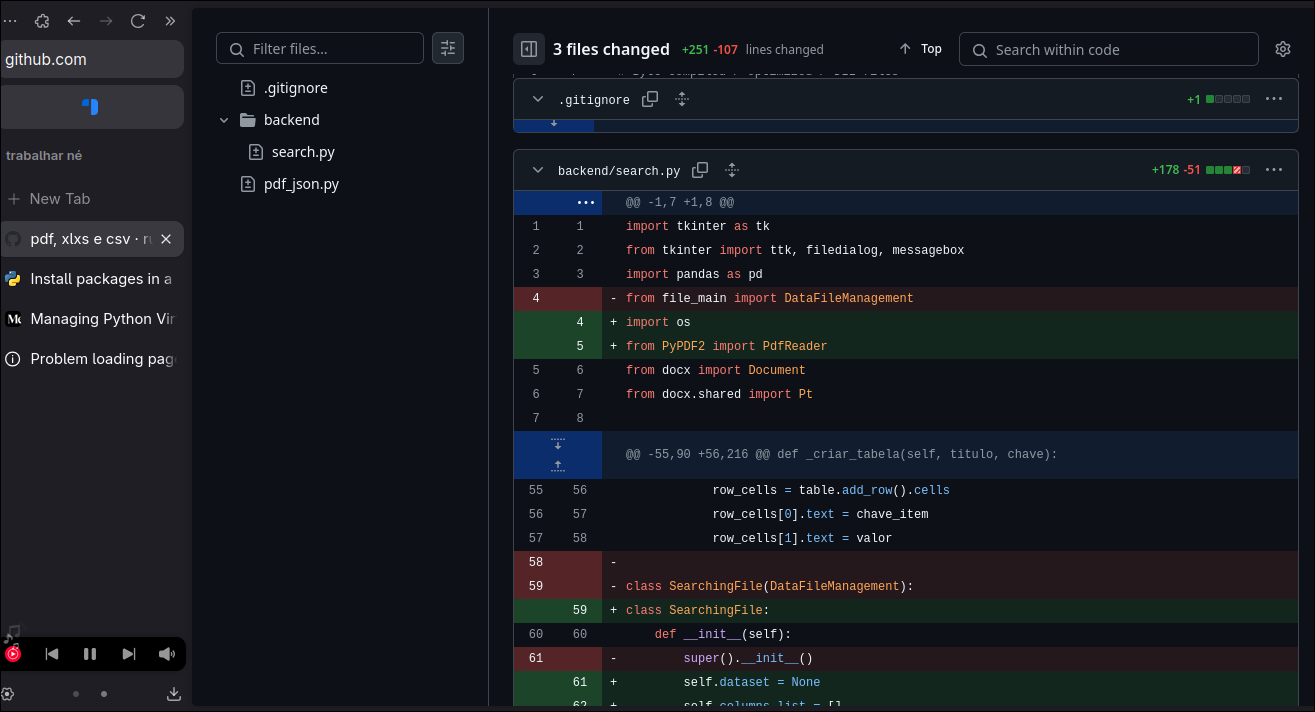 github.com
trabalhar né
New Tab
pdf, xlxs e csv ·
Install packages in a
Managing Python Vir
Problem loading page
Filter files...
.gitignore
backend
search.py
pdf_json.py
3 files changed +251 -107 lines changed
Top
Search within code
.gitignore
+1
backend/search.py
+178 -51
@@ -1,7 +1,8 @@
1 1 import tkinter as tk
2 2 from tkinter import ttk, filedialog, messagebox
3 3 import pandas as pd
4 - from file_main import DataFileManagement
4 + import os
5 + from PyPDF2 import PdfReader
5 6 from docx import Document
6 7 from docx.shared import Pt
7 8
@@ -55,90 +56,216 @@ def _criar_tabela(self, titulo, chave):
55 56 row_cells = table.add_row().cells
56 57 row_cells[0].text = chave_item
57 58 row_cells[1].text = valor
58 -
59 - class SearchingFile(DataFileManagement):
59 + class SearchingFile:
60 60 def __init__(self):
61 - super().__init__()
61 + self.dataset = None
62 + self.columns_list = []